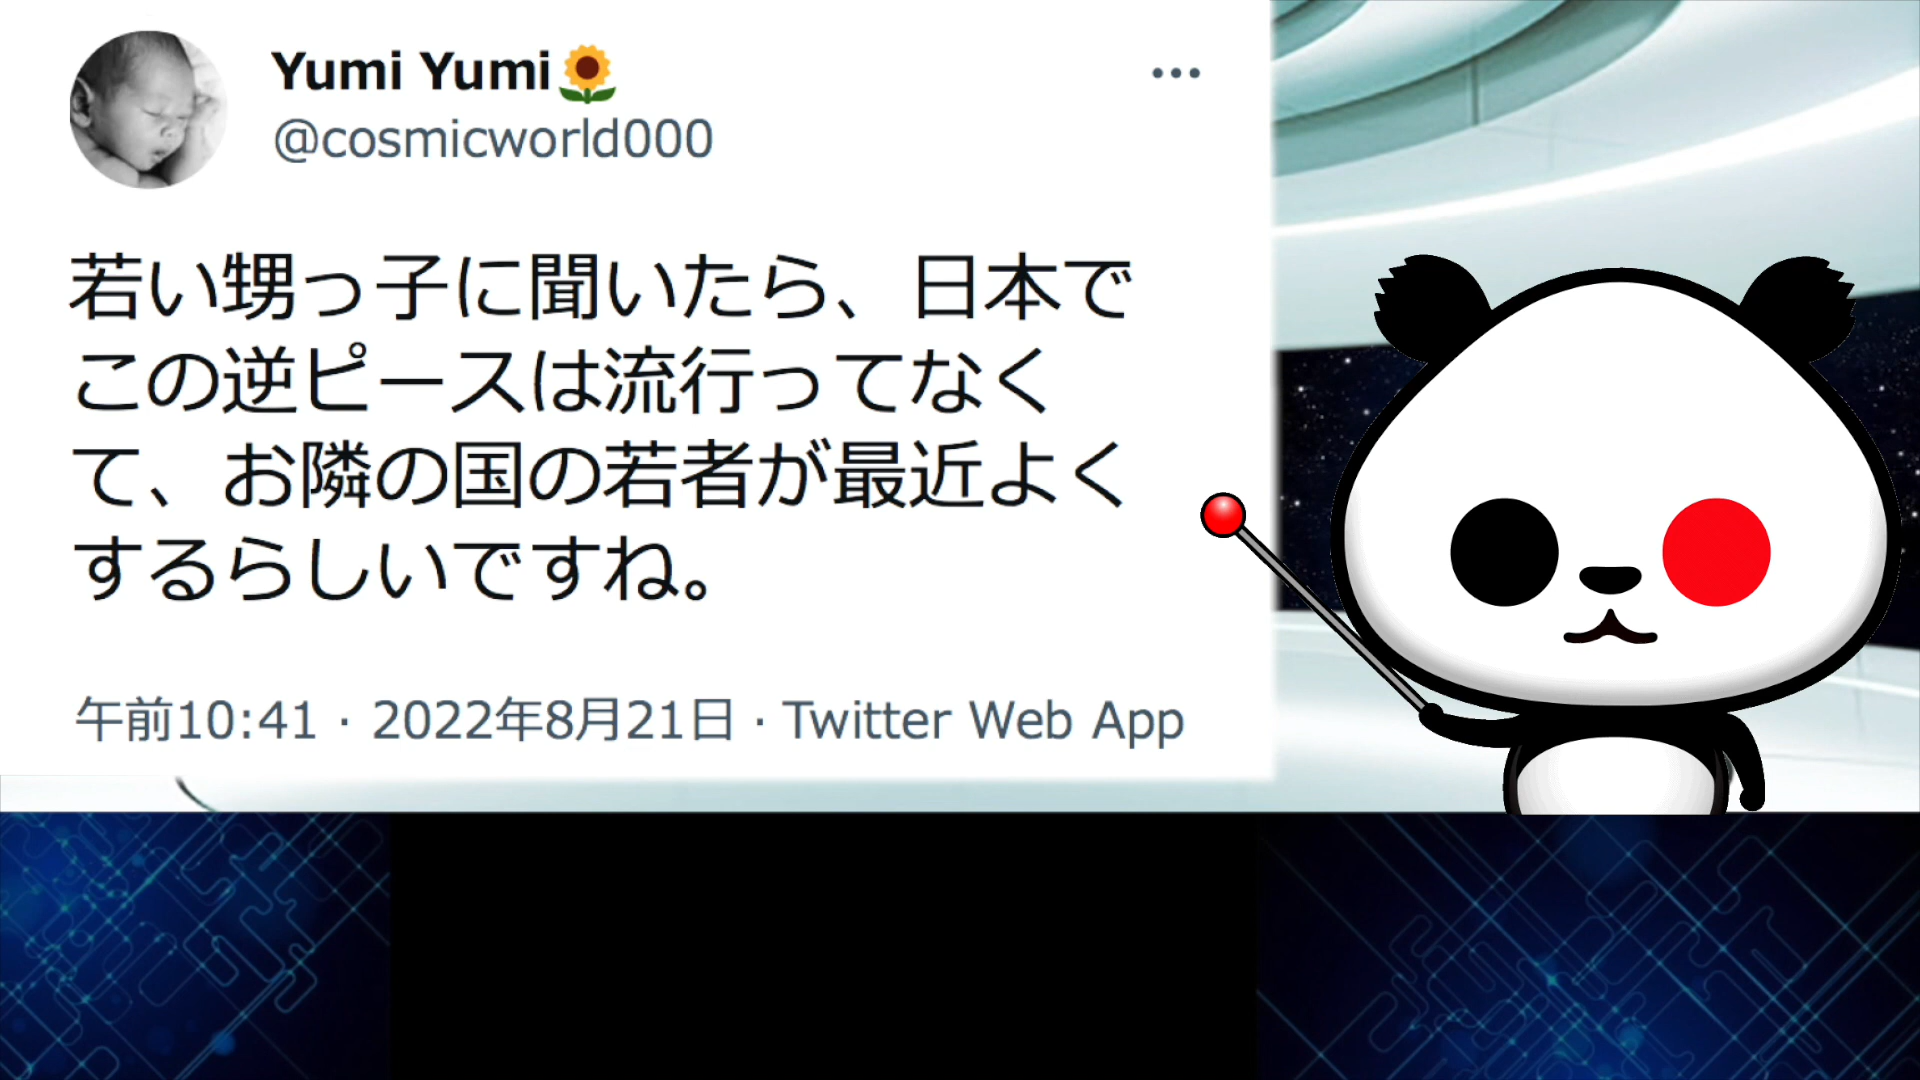 Yumi Yumi🌻
@cosmicworld000
若い甥っ子に聞いたら、日本で
この逆ピースは流行ってなく
て、お隣の国の若者が最近よく
するらしいですね。
午前10:41 · 2022年8月21日 · Twitter Web App